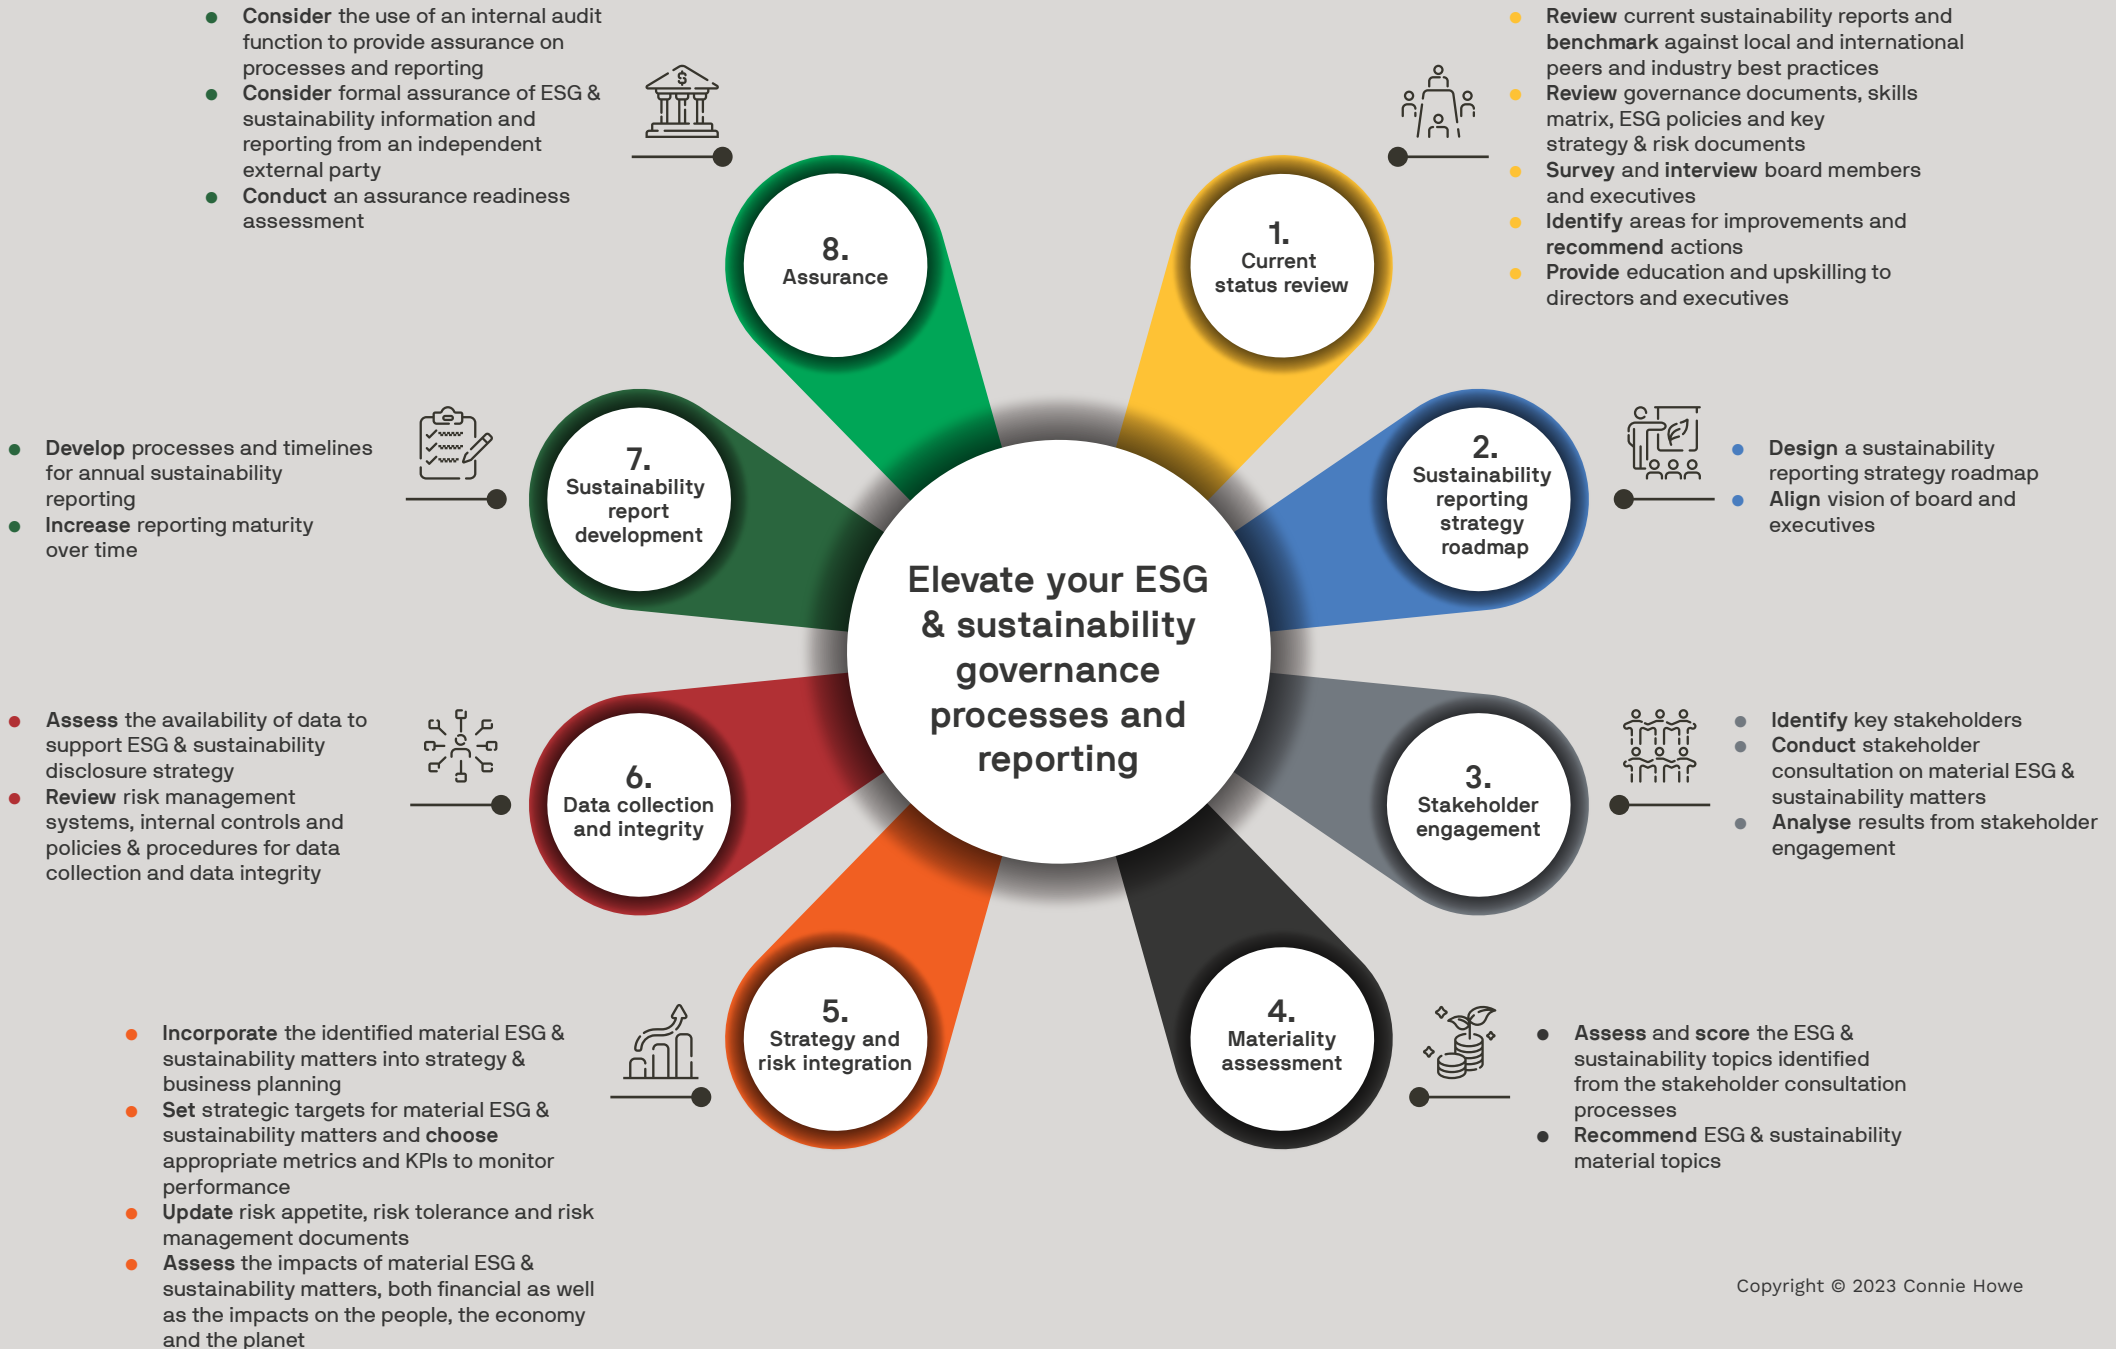 Elevate your ESG
& sustainability
governance
processes and
reporting
1.
Current
status review
Review current sustainability reports and
benchmark against local and international
peers and industry best practices
Review governance documents, skills
matrix, ESG policies and key
strategy & risk documents
Survey and interview board members
and executives
Identify areas for improvements and
recommend actions
Provide education and upskilling to
directors and executives
2.
Sustainability
reporting
strategy
roadmap
Design a sustainability
reporting strategy roadmap
Align vision of board and
executives
3.
Stakeholder
engagement
Identify key stakeholders
Conduct stakeholder
consultation on material ESG &
sustainability matters
Analyse results from stakeholder
engagement
4.
Materiality
assessment
Assess and score the ESG &
sustainability topics identified
from the stakeholder consultation
processes
Recommend ESG & sustainability
material topics
5.
Strategy and
risk integration
Incorporate the identified material ESG &
sustainability matters into strategy &
business planning
Set strategic targets for material ESG &
sustainability matters and choose
appropriate metrics and KPIs to monitor
performance
Update risk appetite, risk tolerance and risk
management documents
Assess the impacts of material ESG &
sustainability matters, both financial as well
as the impacts on the people, the economy
and the planet
6.
Data collection
and integrity
Assess the availability of data to
support ESG & sustainability
disclosure strategy
Review risk management
systems, internal controls and
policies & procedures for data
collection and data integrity
7.
Sustainability
report
development
Develop processes and timelines
for annual sustainability
reporting
Increase reporting maturity
over time
8.
Assurance
Consider the use of an internal audit
function to provide assurance on
processes and reporting
Consider formal assurance of ESG &
sustainability information and
reporting from an independent
external party
Conduct an assurance readiness
assessment
$
Copyright © 2023 Connie Howe